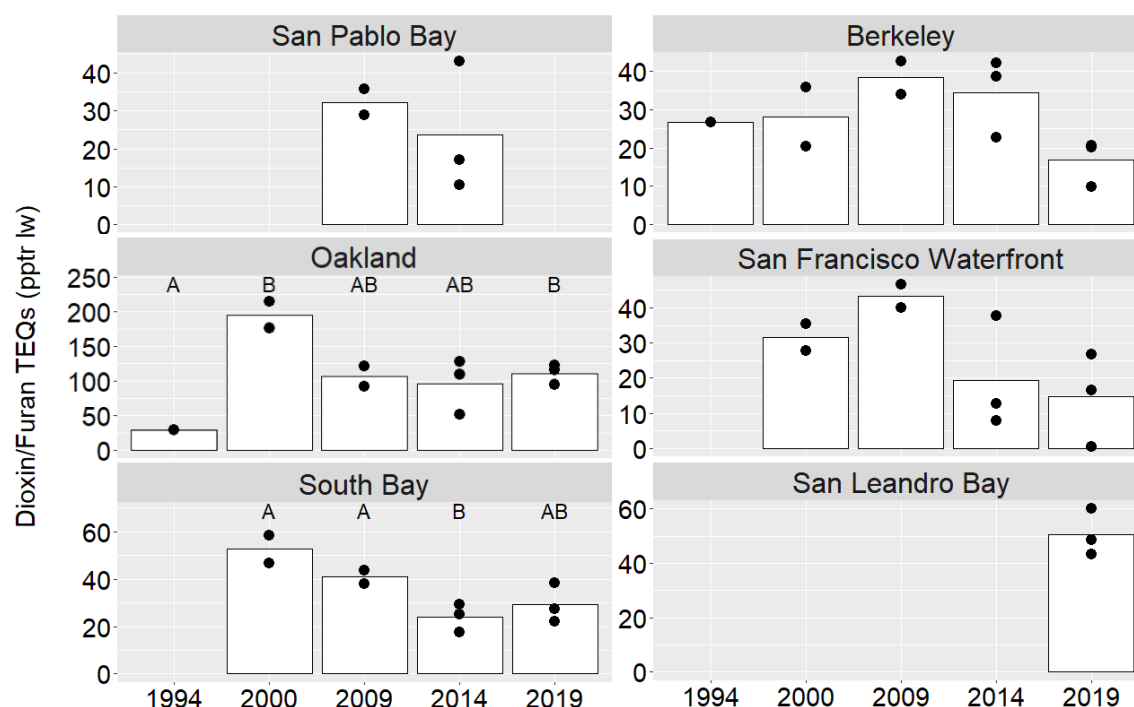 San Pablo Bay
Berkeley
40
30
20
10
0
40
30
20
10
0
Dioxin/Furan TEQs (pptr lw)
Oakland
San Francisco Waterfront
250
200
150
100
50
0
A B AB AB B
40
30
20
10
0
South Bay
San Leandro Bay
60
40
20
0
A A B AB
60
40
20
0
1994 2000 2009 2014 2019
1994 2000 2009 2014 2019